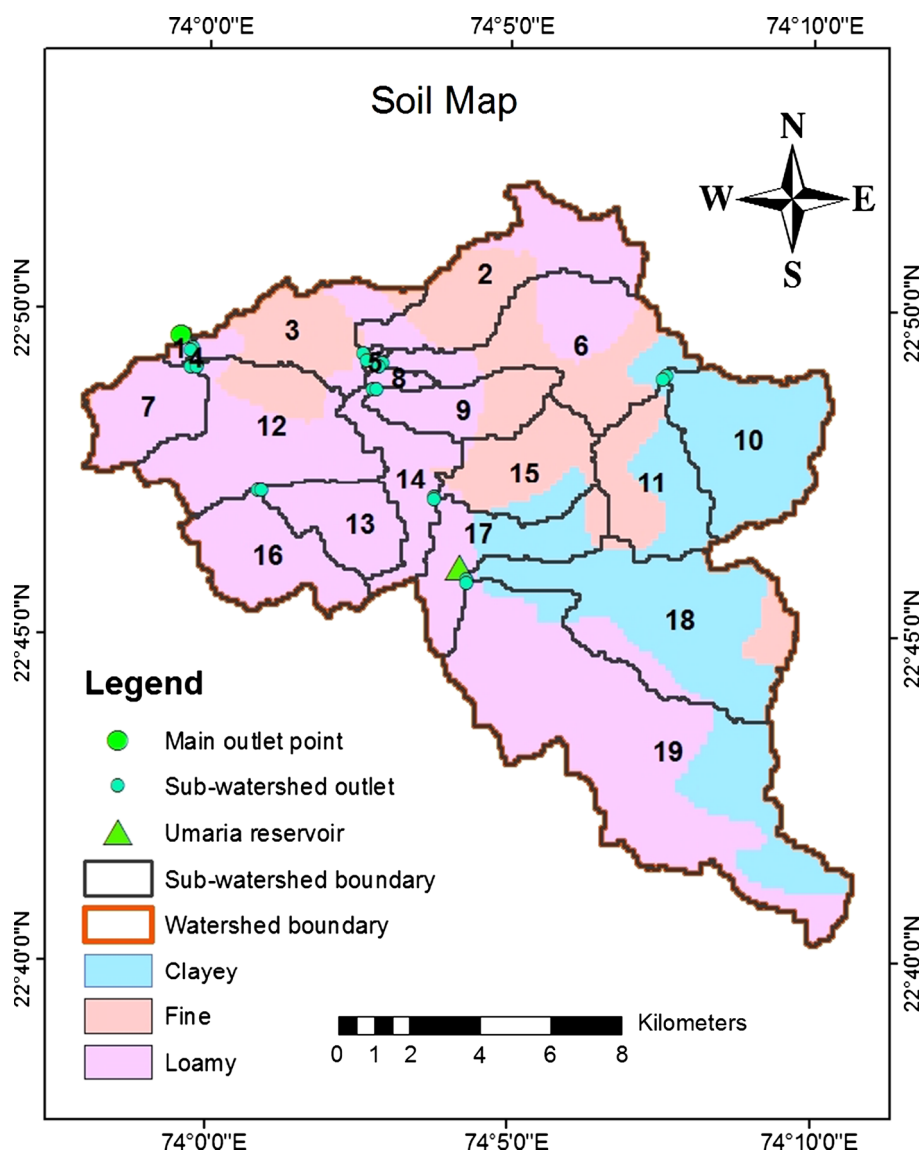 74°0'0"E 74°5'0"E 74°10'0"E
Soil Map
N
W E
S
22°50'0"N 22°50'0"N
22°45'0"N 22°45'0"N
22°40'0"N 22°40'0"N
2
3
6
1
4
5
8
7
9
12
10
15
14
11
13
17
16
18
19
Legend
Main outlet point
Sub-watershed outlet
Umaria reservoir
Sub-watershed boundary
Watershed boundary
Clayey
Fine
Loamy
Kilometers
0 1 2 4 6 8
74°0'0"E 74°5'0"E 74°10'0"E